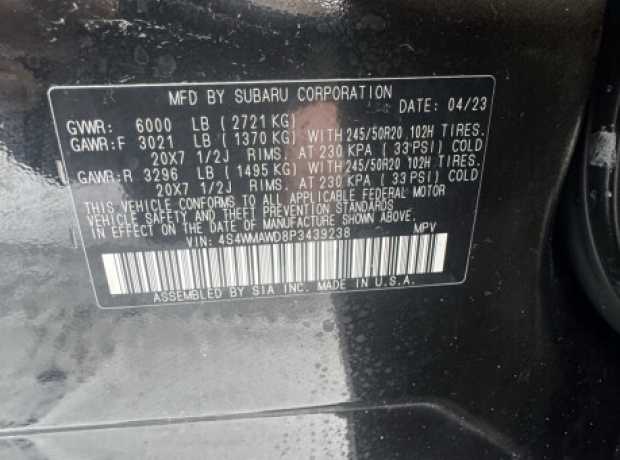 MFD BY SUBARU CORPORATION
DATE: 04/23
GVWR: 6000 LB (2721 KG)
GAWR:F 3021 LB (1370 KG) WITH 245/50R20 102H TIRES.
20X7 1/2J RIMS. AT 230 KPA (33 PSI) COLD
GAWR:R 3296 LB (1495 KG) WITH 245/50R20 102H TIRES.
20X7 1/2J RIMS. AT 230 KPA (33 PSI) COLD
THIS VEHICLE CONFORMS TO ALL APPLICABLE FEDERAL MOTOR
VEHICLE SAFETY AND THEFT PREVENTION STANDARDS
IN EFFECT ON THE DATE OF MANUFACTURE SHOWN ABOVE.
VIN: 4S4WMAWD8P3439238 MPV
ASSEMBLED BY SIA INC. MADE IN U.S.A.